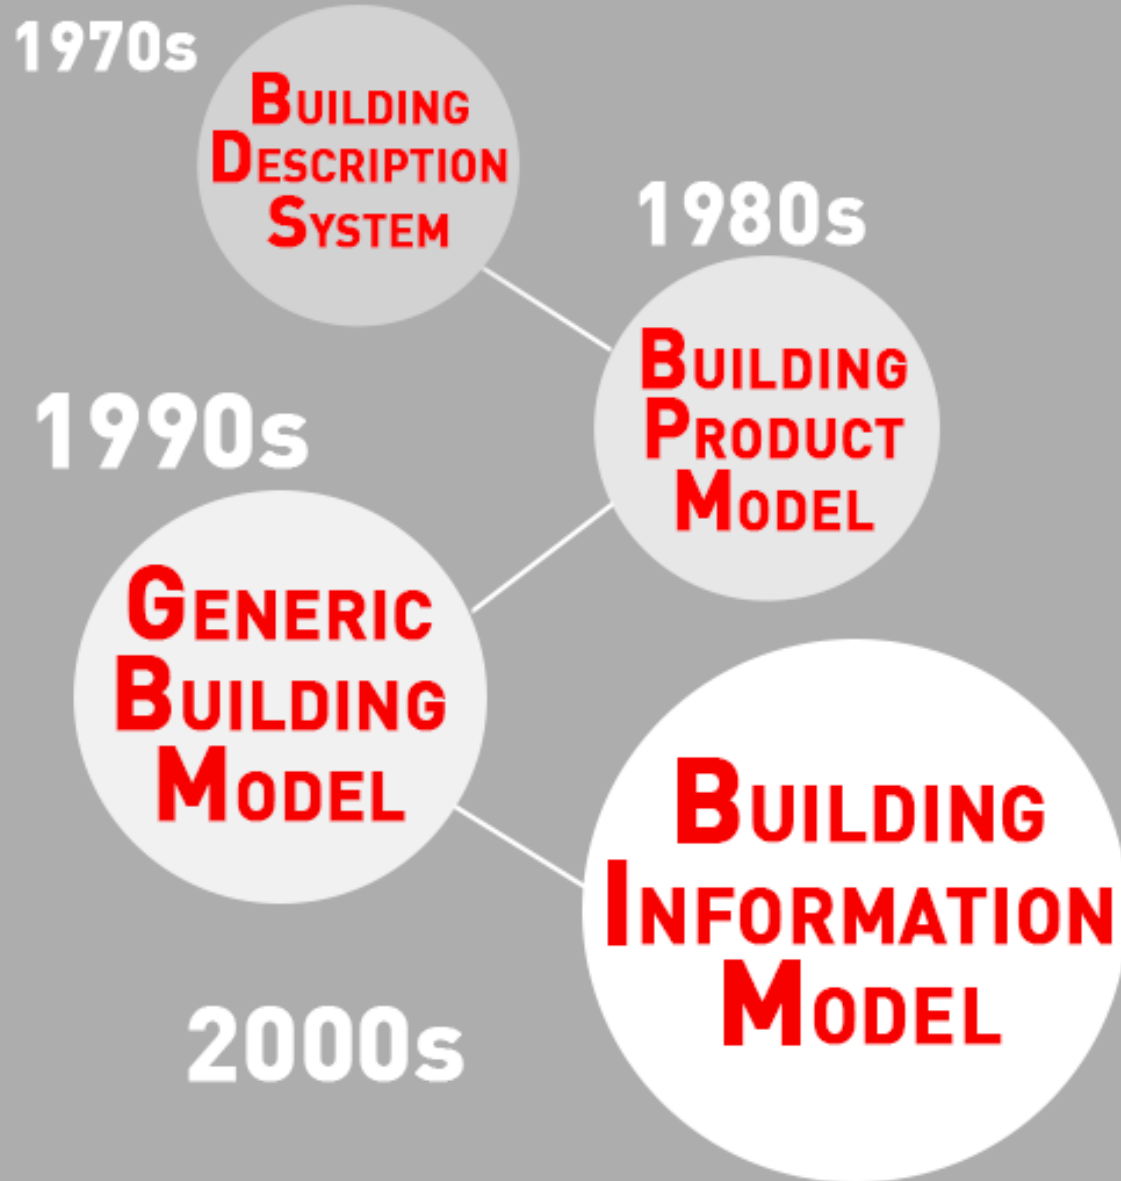 1970s
BUILDING
DESCRIPTION
SYSTEM
1980s
BUILDING
PRODUCT
MODEL
1990s
GENERIC
BUILDING
MODEL
2000s
BUILDING
INFORMATION
MODEL